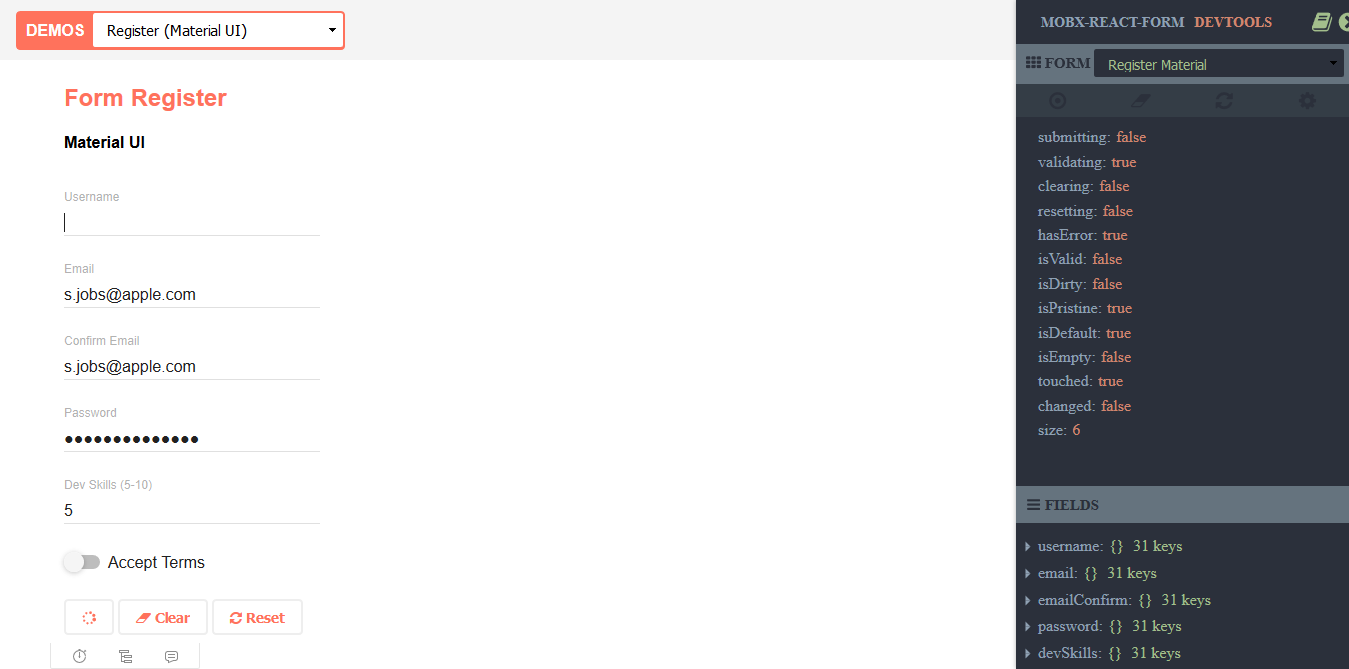 DEMOS Register (Material UI)
Form Register
Material UI
Username
Email
s.jobs@apple.com
Confirm Email
s.jobs@apple.com
Password
●●●●●●●●●●●●●●
Dev Skills (5-10)
5
Accept Terms
Clear Reset
MOBX-REACT-FORM DEVTOOLS
FORM Register Material
submitting: false
validating: true
clearing: false
resetting: false
hasError: true
isValid: false
isDirty: false
isPristine: true
isDefault: true
isEmpty: false
touched: true
changed: false
size: 6
FIELDS
username: {} 31 keys
email: {} 31 keys
emailConfirm: {} 31 keys
password: {} 31 keys
devSkills: {} 31 keys